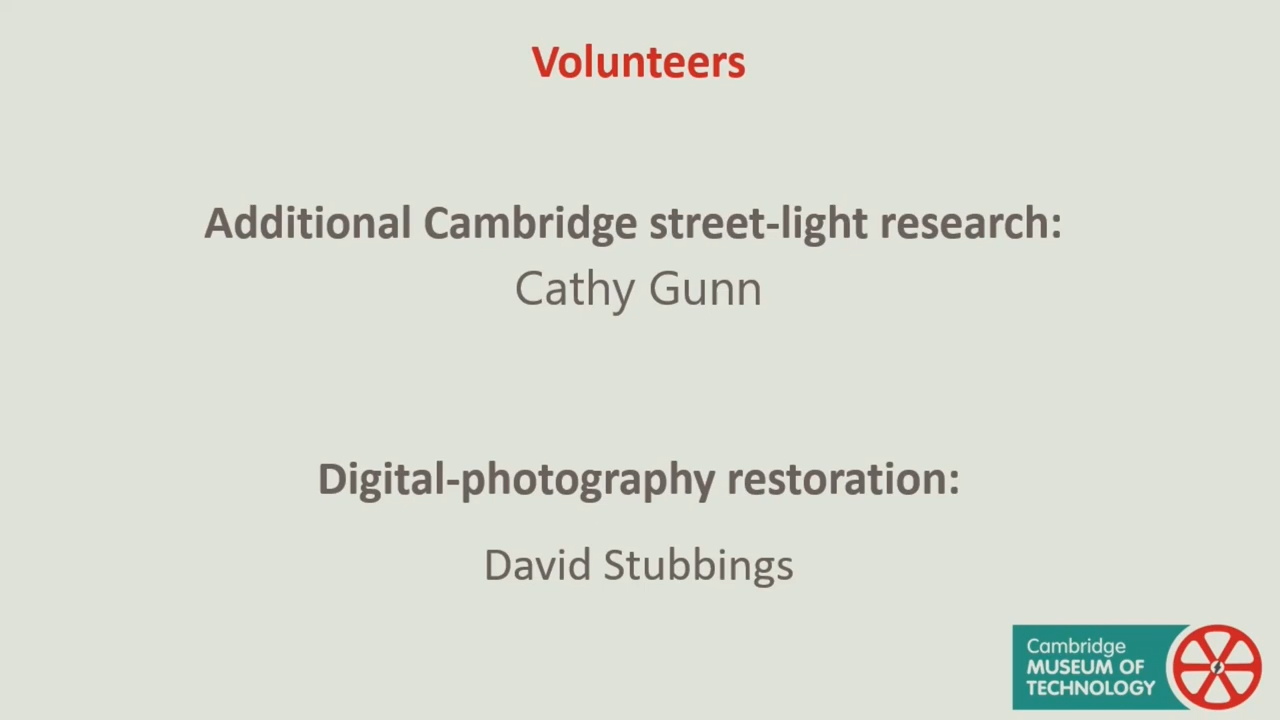 Volunteers
Additional Cambridge street-light research:
Cathy Gunn
Digital-photography restoration:
David Stubbings
Cambridge
MUSEUM OF
TECHNOLOGY